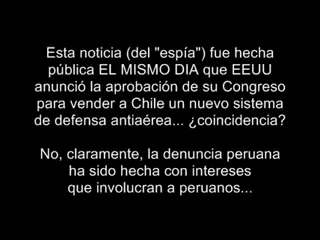 Esta noticia (del "espía") fue hecha
pública EL MISMO DIA que EEUU
anunció la aprobación de su Congreso
para vender a Chile un nuevo sistema
de defensa antiaérea... ¿coincidencia?
No, claramente, la denuncia peruana
ha sido hecha con intereses
que involucran a peruanos...